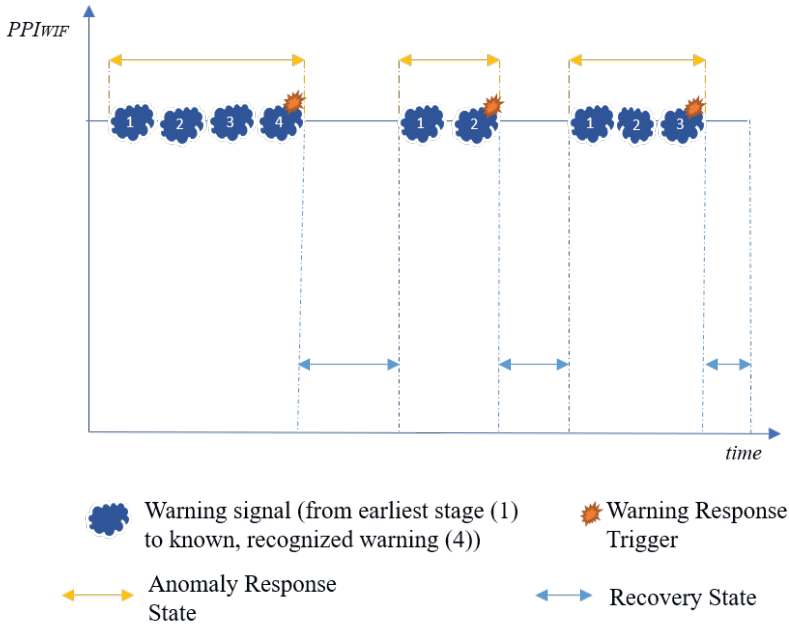 PPIWIF
1 2 3 4 1 2 1 2 3
time
Warning signal (from earliest stage (1)
to known, recognized warning (4))
Warning Response
Trigger
Anomaly Response
State
Recovery State